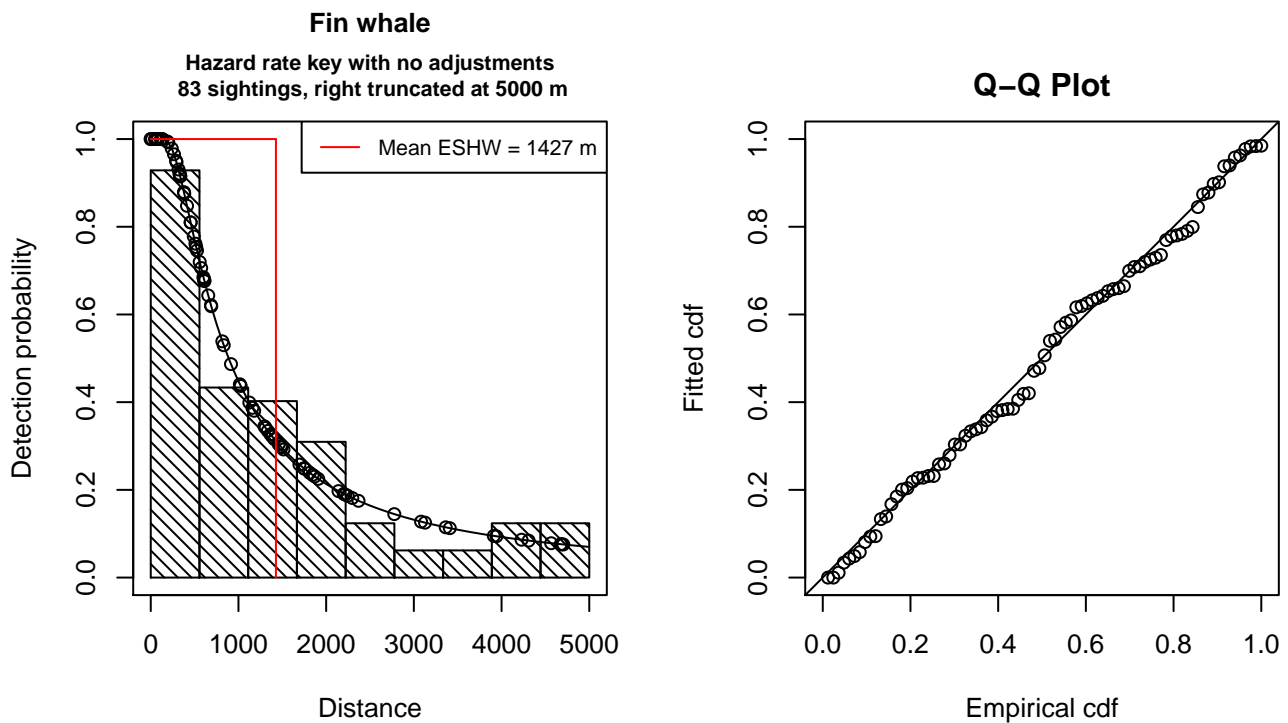 Fin whale
Hazard rate key with no adjustments
83 sightings, right truncated at 5000 m
Mean ESHW = 1427 m
Detection probability
0.0 0.2 0.4 0.6 0.8 1.0
0 1000 2000 3000 4000 5000
Distance
Q−Q Plot
Fitted cdf
0.0 0.2 0.4 0.6 0.8 1.0
0.0 0.2 0.4 0.6 0.8 1.0
Empirical cdf